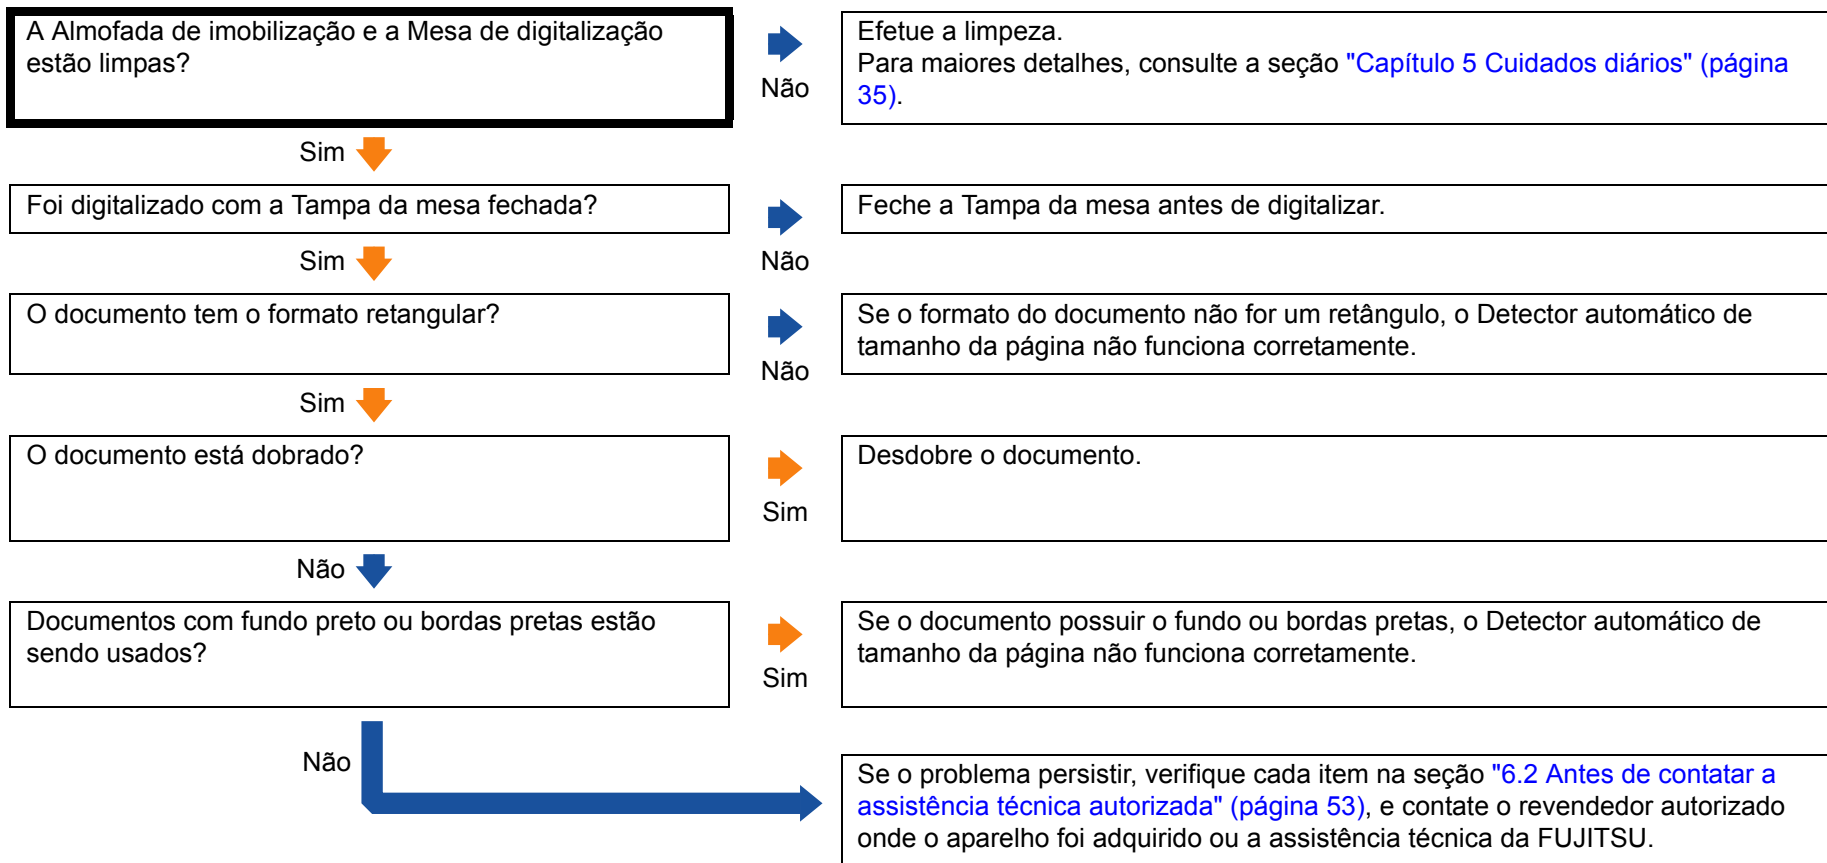 A Almofada de imobilização e a Mesa de digitalização
estão limpas?
Não
Efetue a limpeza.
Para maiores detalhes, consulte a seção "Capítulo 5 Cuidados diários" (página
35).
Sim
Foi digitalizado com a Tampa da mesa fechada?
Não
Feche a Tampa da mesa antes de digitalizar.
Sim
O documento tem o formato retangular?
Não
Se o formato do documento não for um retângulo, o Detector automático de
tamanho da página não funciona corretamente.
Sim
O documento está dobrado?
Sim
Desdobre o documento.
Não
Documentos com fundo preto ou bordas pretas estão
sendo usados?
Sim
Se o documento possuir o fundo ou bordas pretas, o Detector automático de
tamanho da página não funciona corretamente.
Não
Se o problema persistir, verifique cada item na seção "6.2 Antes de contatar a
assistência técnica autorizada" (página 53), e contate o revendedor autorizado
onde o aparelho foi adquirido ou a assistência técnica da FUJITSU.